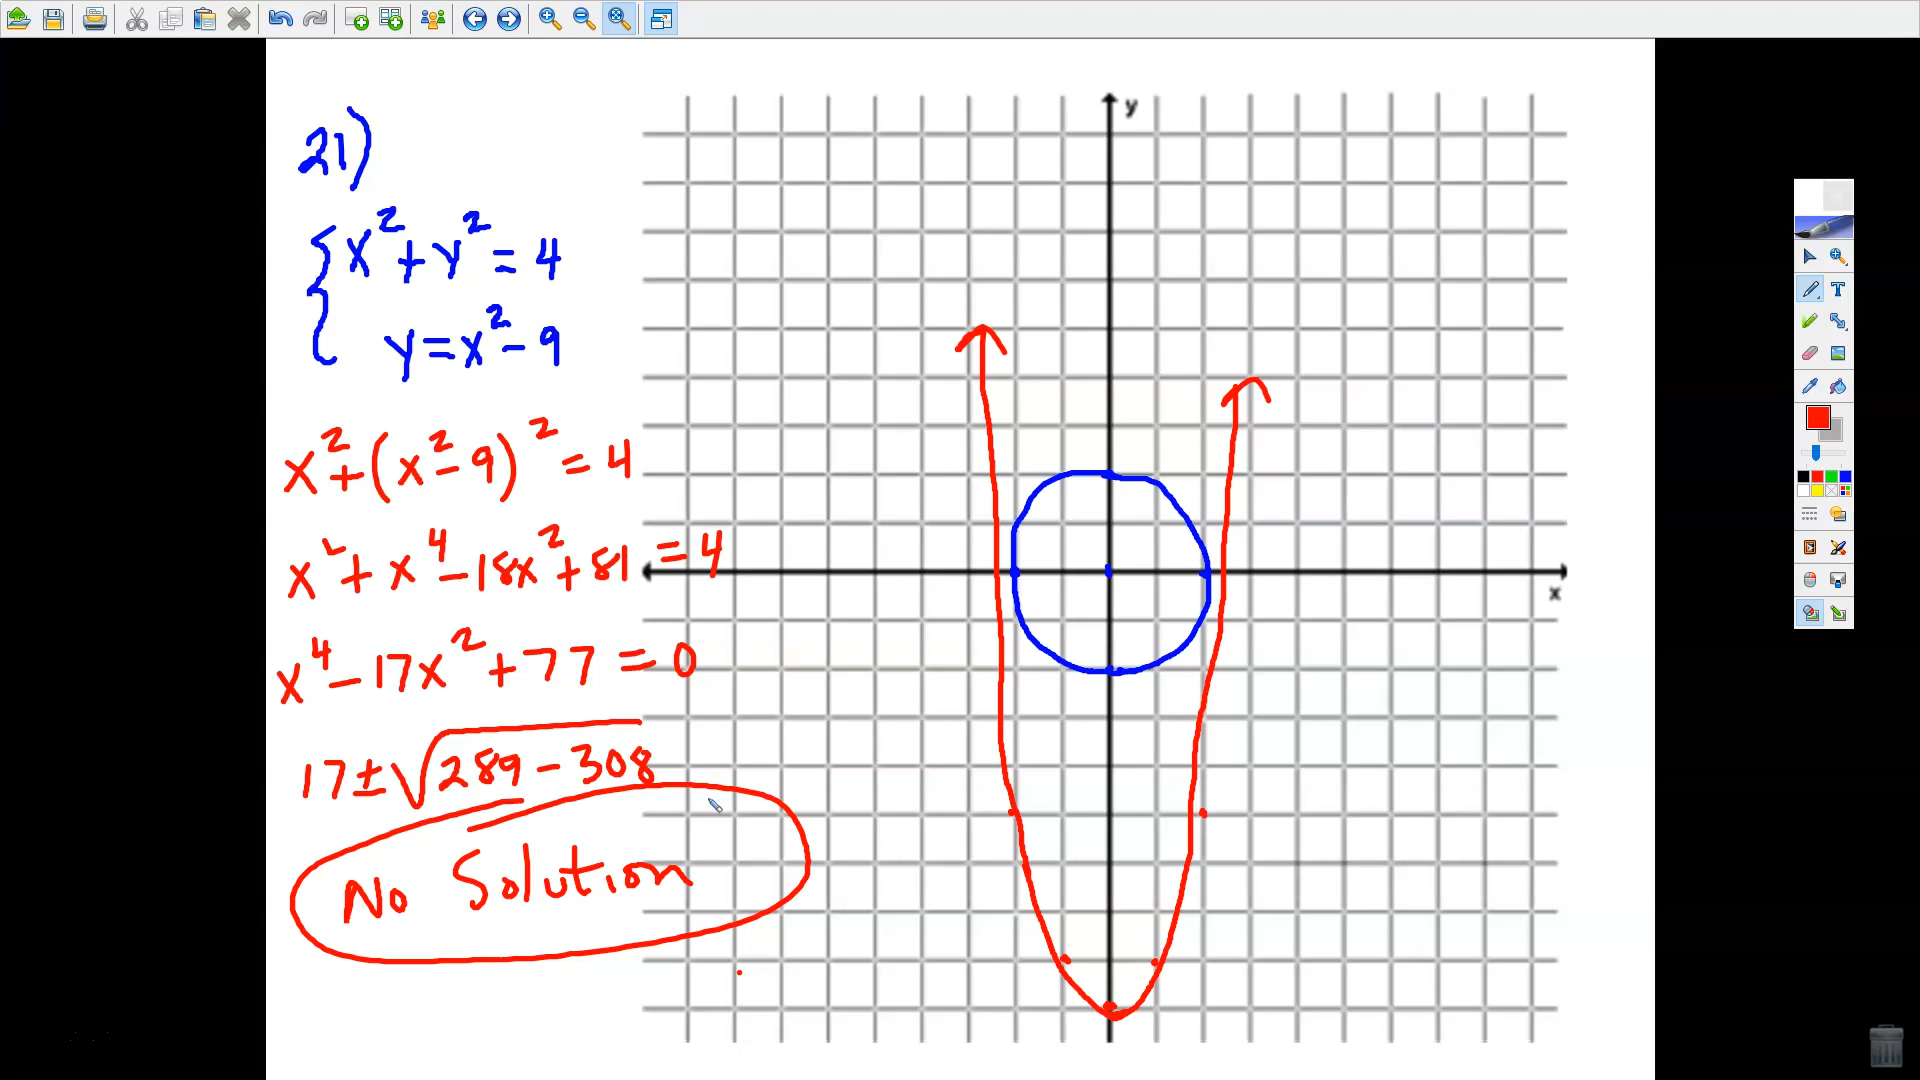 21)
x² + y² = 4
y = x² - 9
x² + (x² - 9)² = 4
x² + x⁴ - 18x² + 81 = 4
x⁴ - 17x² + 77 = 0
17 ± √289 - 308
No Solution
y
x
T